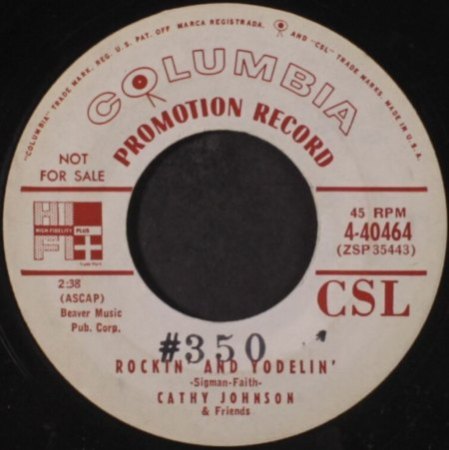 "COLUMBIA" TRADE MARK. REG. U.S. PAT. OFF. MARCA REGISTRADA. AND "CSL" TRADE MARKS. MADE IN U.S.A.
COLUMBIA
PROMOTION RECORD
NOT
FOR SALE
HI
HIGH-FIDELITY PLUS
FI
45 RPM
4-40464
(ZSP 35443)
CSL
2:38
(ASCAP)
Beaver Music
Pub. Corp.
#350
ROCKIN' AND YODELIN'
-Sigman-Faith-
CATHY JOHNSON
& Friends